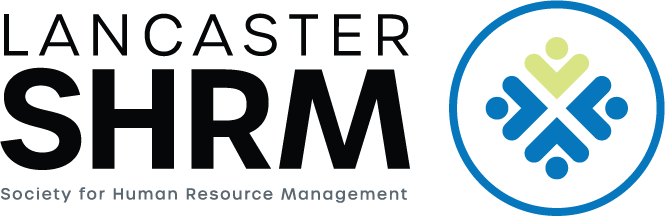 LANCASTER
SHRM
Society for Human Resource Management